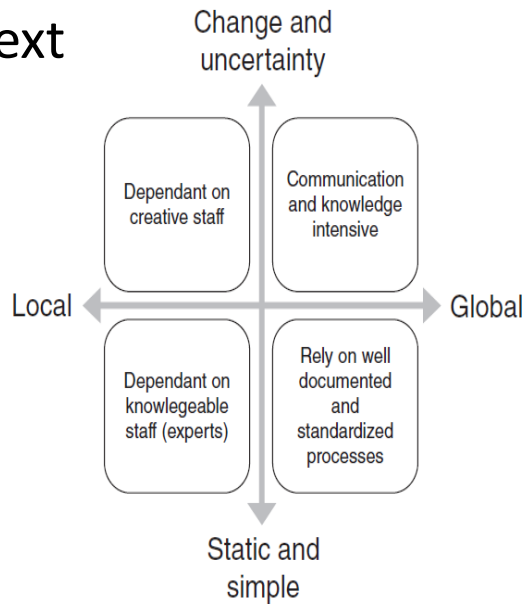 ext
Change and
uncertainty
Dependant on
creative staff
Communication
and knowledge
intensive
Local
Global
Dependant on
knowlegeable
staff (experts)
Rely on well
documented
and
standardized
processes
Static and
simple